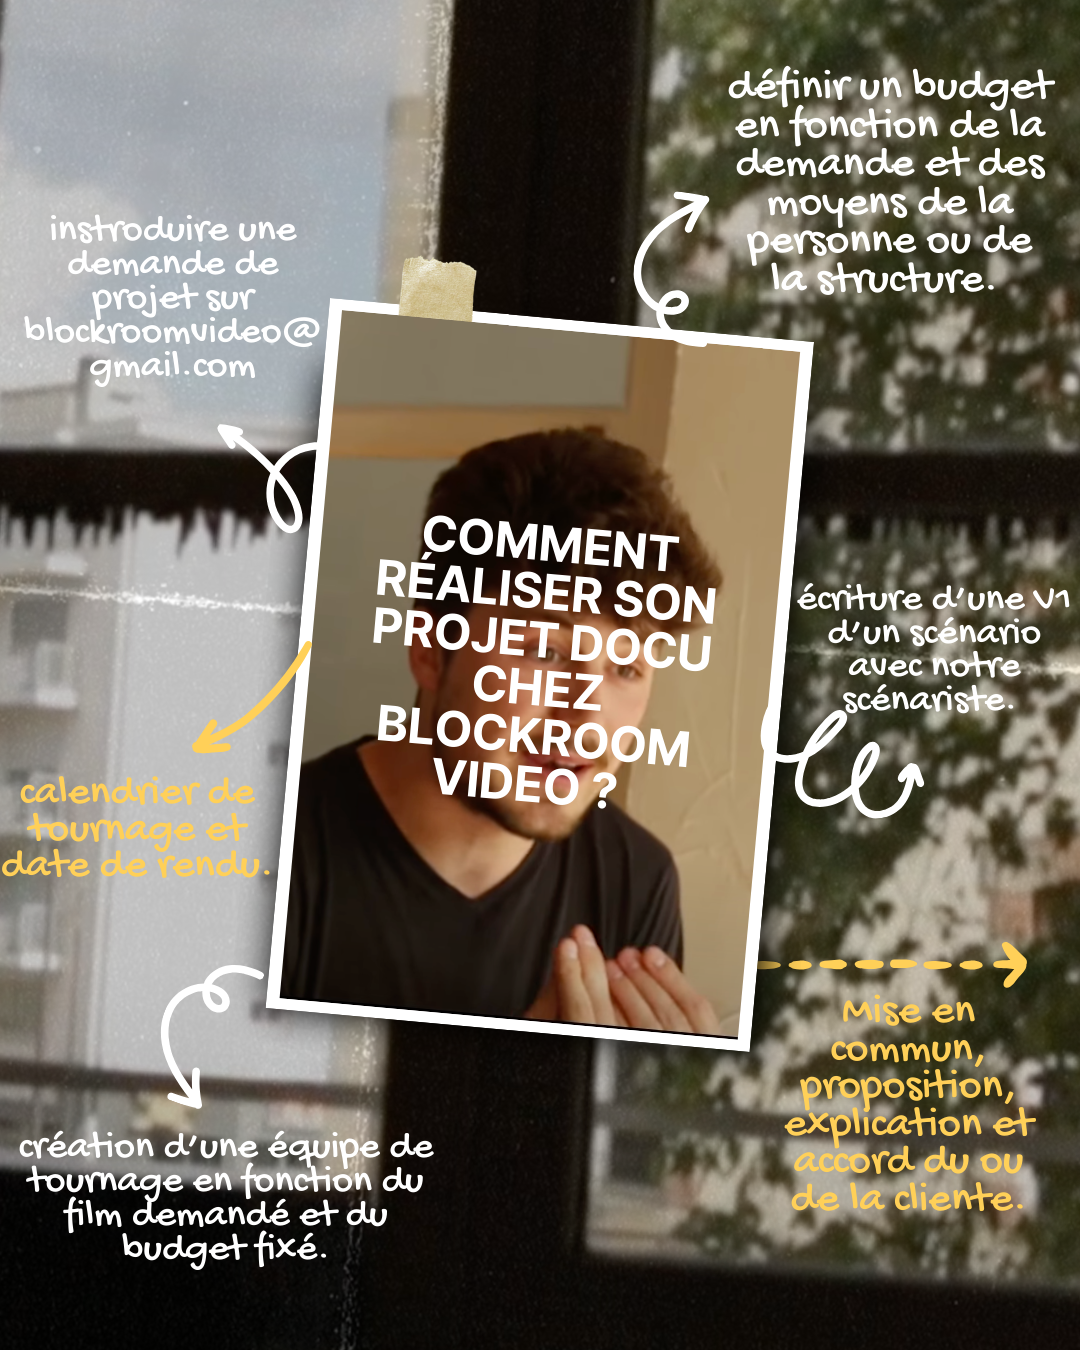 instroduire une
demande de
projet sur
blockroomvideo@
gmail.com
définir un budget
en fonction de la
demande et des
moyens de la
personne ou de
la structure.
écriture d'une V1
d'un scénario
avec notre
scénariste.
Mise en
commun,
proposition,
explication et
accord du ou
de la cliente.
création d'une équipe de
tournage en fonction du
film demandé et du
budget fixé.
calendrier de
tournage et
date de rendu.
COMMENT
RÉALISER SON
PROJET DOCU
CHEZ
BLOCKROOM
VIDEO ?